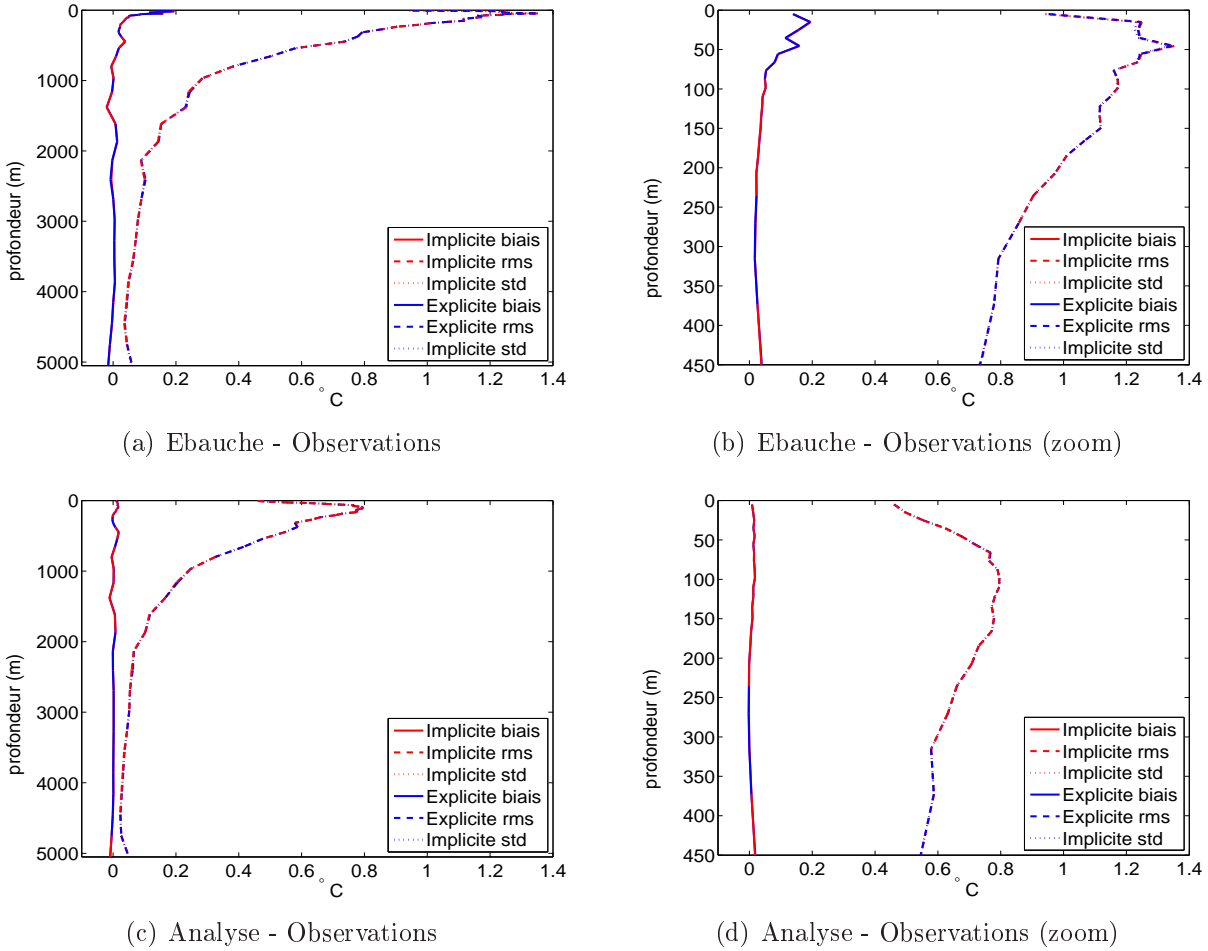 0
1000
2000
5000
4000
5000
profondeur (m)
0 0.2 0.4 0.6 0.8 1 1.2 1.4
° C
Implicite biais
Implicite rms
Implicite std
Explicite biais
Explicite rms
Implicite std
(a) Ebauche - Observations
0
50
100
150
200
250
300
350
400
450
profondeur (m)
0 0.2 0.4 0.6 0.8 1 1.2 1.4
° C
Implicite biais
Implicite rms
Implicite std
Explicite biais
Explicite rms
Implicite std
(b) Ebauche - Observations (zoom)
0
1000
2000
3000
4000
5000
profondeur (m)
0 0.2 0.4 0.6 0.8 1 1.2 1.4
° C
Implicite biais
Implicite rms
Implicite std
Explicite biais
Explicite rms
Implicite std
(c) Analyse - Observations
0
50
100
150
200
250
300
350
400
450
profondeur (m)
0 0.2 0.4 0.6 0.8 1 1.2 1.4
° C
Implicite biais
Implicite rms
Implicite std
Explicite biais
Explicite rms
Implicite std
(d) Analyse - Observations (zoom)